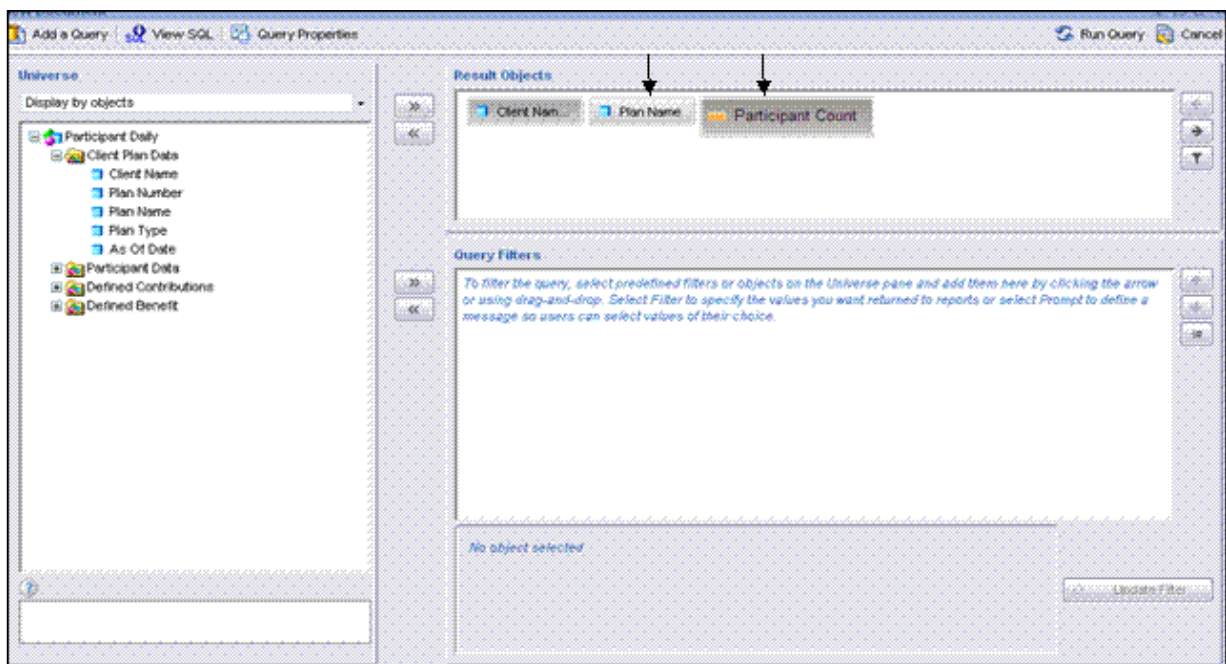 Add a Query View SQL Query Properties Run Query Cancel
Universe
Display by objects
Participant Daily
Client Plan Data
Client Name
Plan Number
Plan Name
Plan Type
As Of Date
Participant Data
Defined Contributions
Defined Benefit
Result Objects
Client Nam... Plan Name Participant Count
Query Filters
To filter the query, select predefined filters or objects on the Universe pane and add them here by clicking the arrow
or using drag-and-drop. Select Filter to specify the values you want returned to reports or select Prompt to define a
message so users can select values of their choice.
No object selected
Update Filter